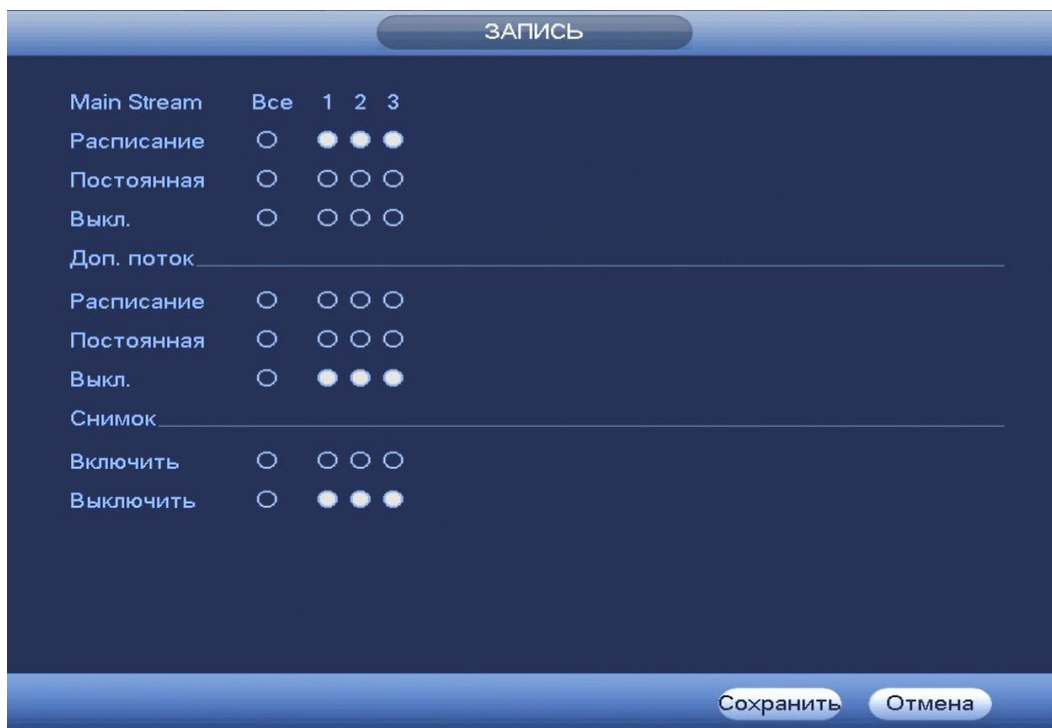 ЗАПИСЬ
Main Stream Все 1 2 3
Расписание
Постоянная
Выкл.
Доп. поток
Расписание
Постоянная
Выкл.
Снимок
Включить
Выключить
Сохранить Отмена